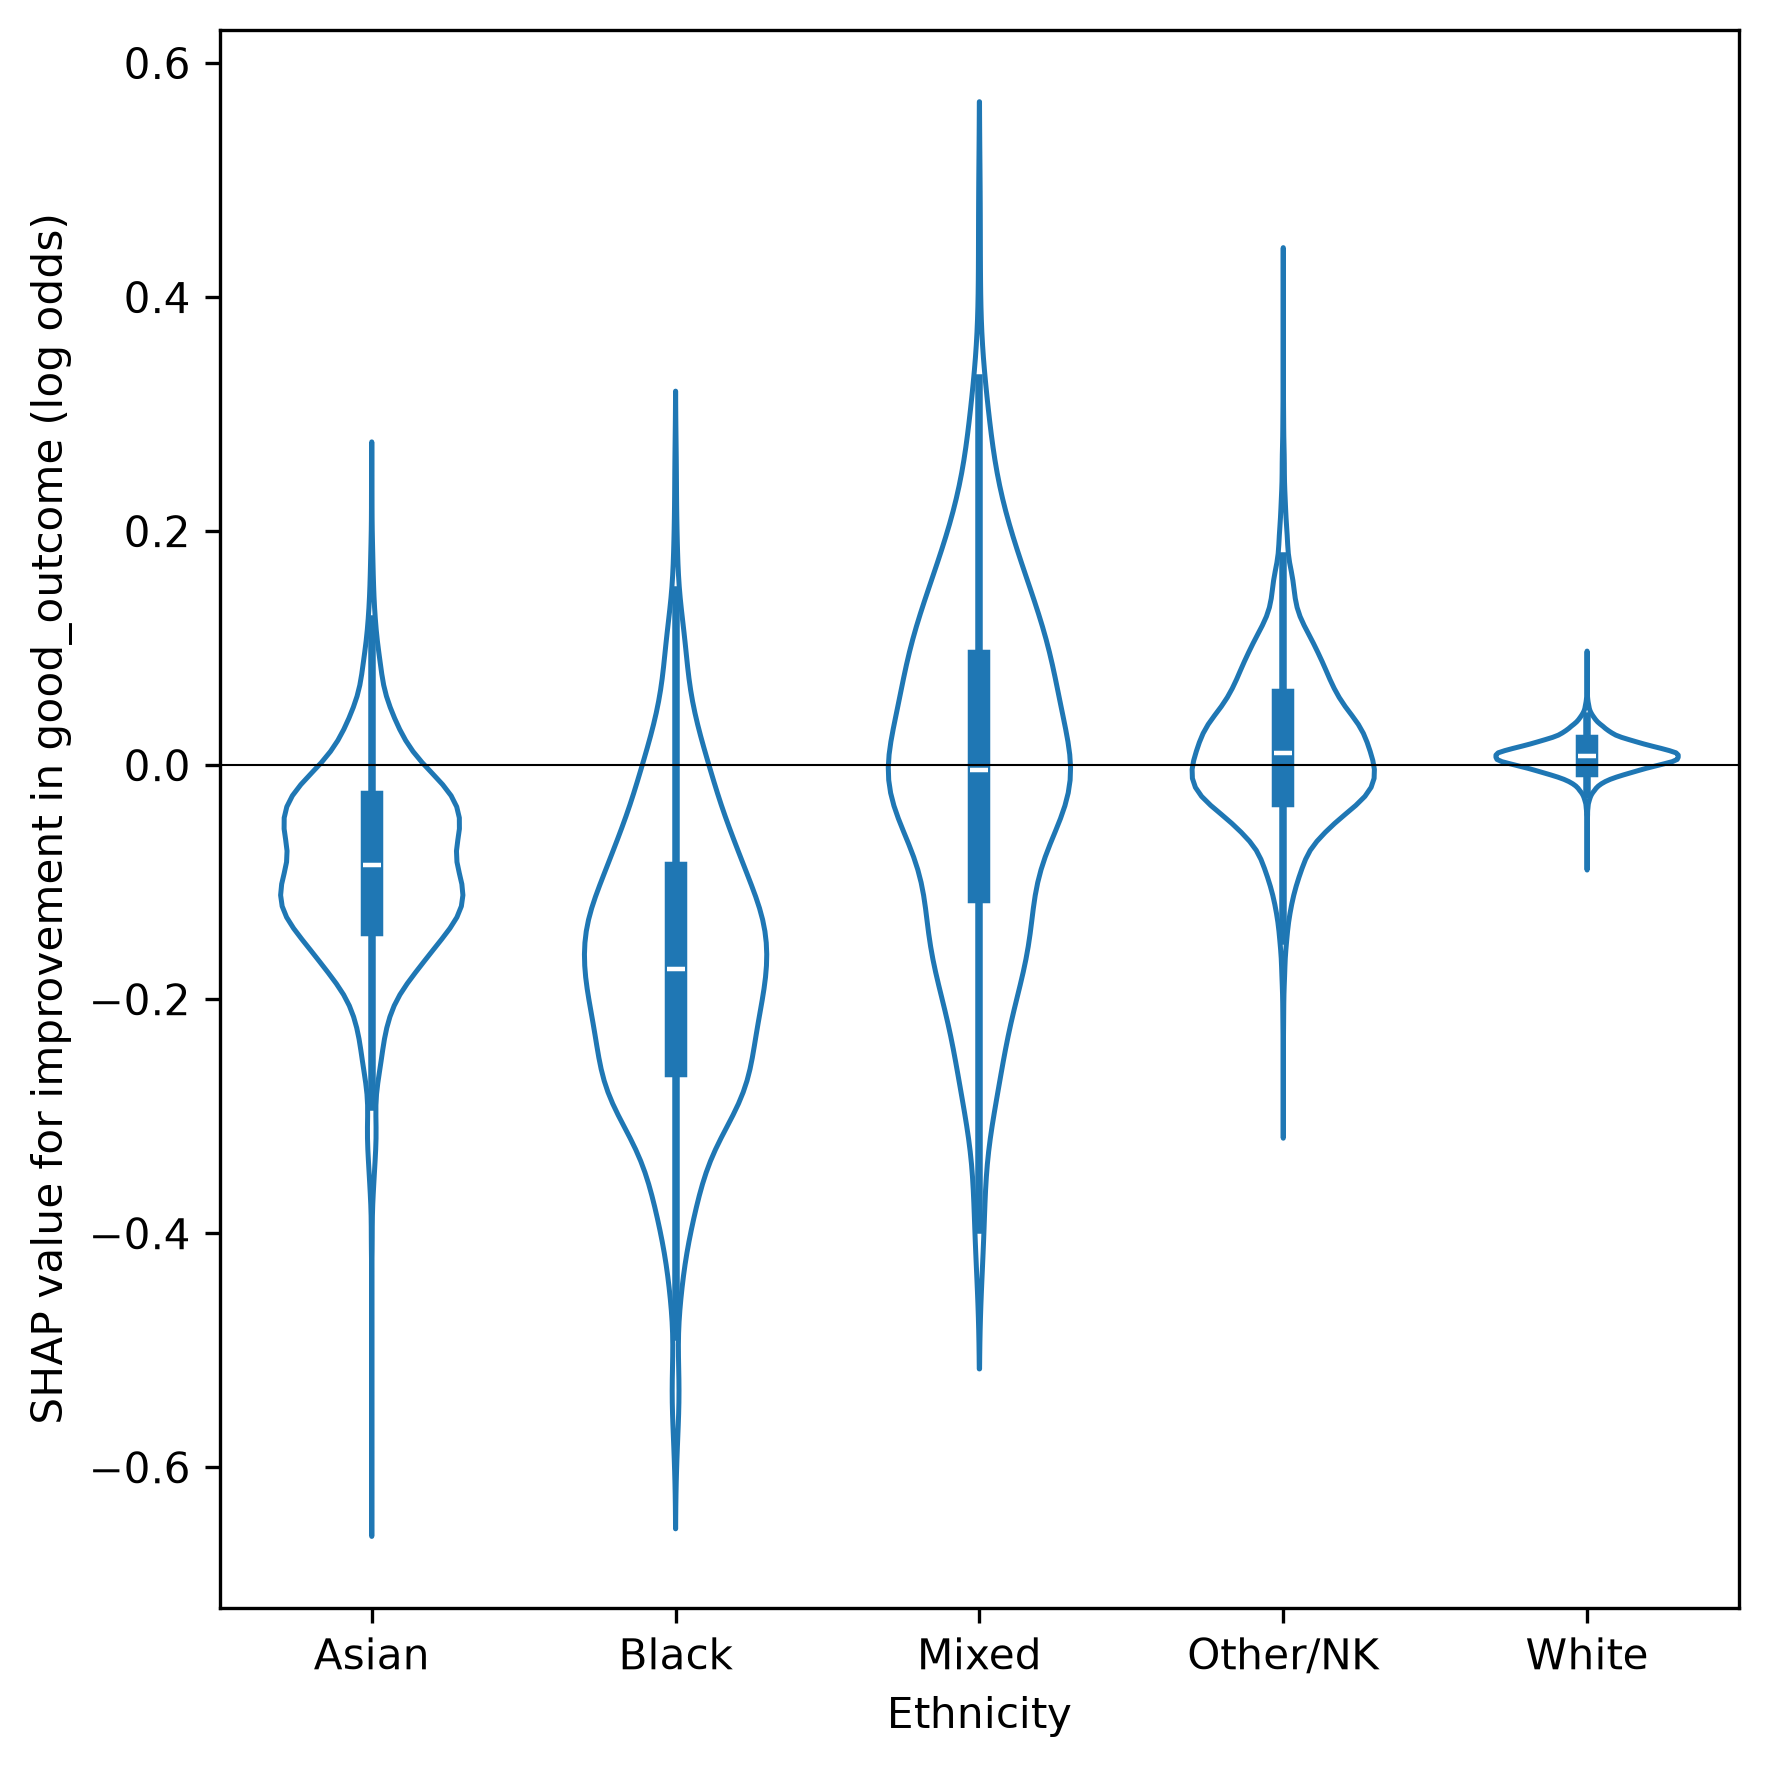 SHAP value for improvement in good_outcome (log odds)
0.6
0.4
0.2
0.0
−0.2
−0.4
−0.6
Asian
Black
Mixed
Other/NK
White
Ethnicity